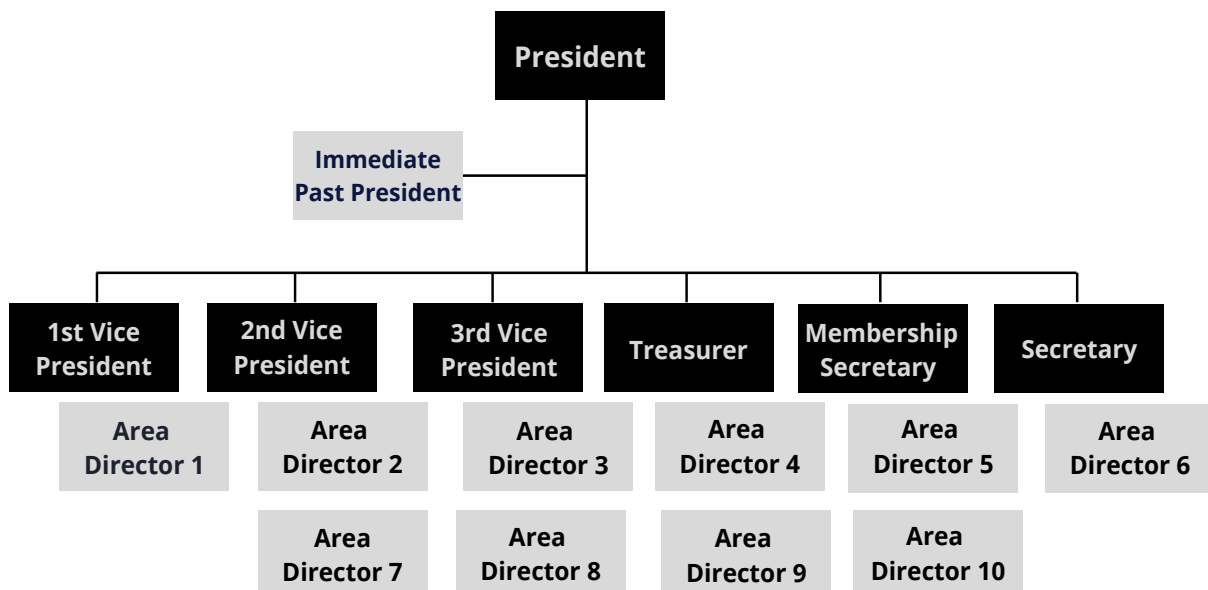 President
Immediate
Past President
1st Vice
President
2nd Vice
President
3rd Vice
President
Treasurer
Membership
Secretary
Secretary
Area
Director 1
Area
Director 2
Area
Director 3
Area
Director 4
Area
Director 5
Area
Director 6
Area
Director 7
Area
Director 8
Area
Director 9
Area
Director 10